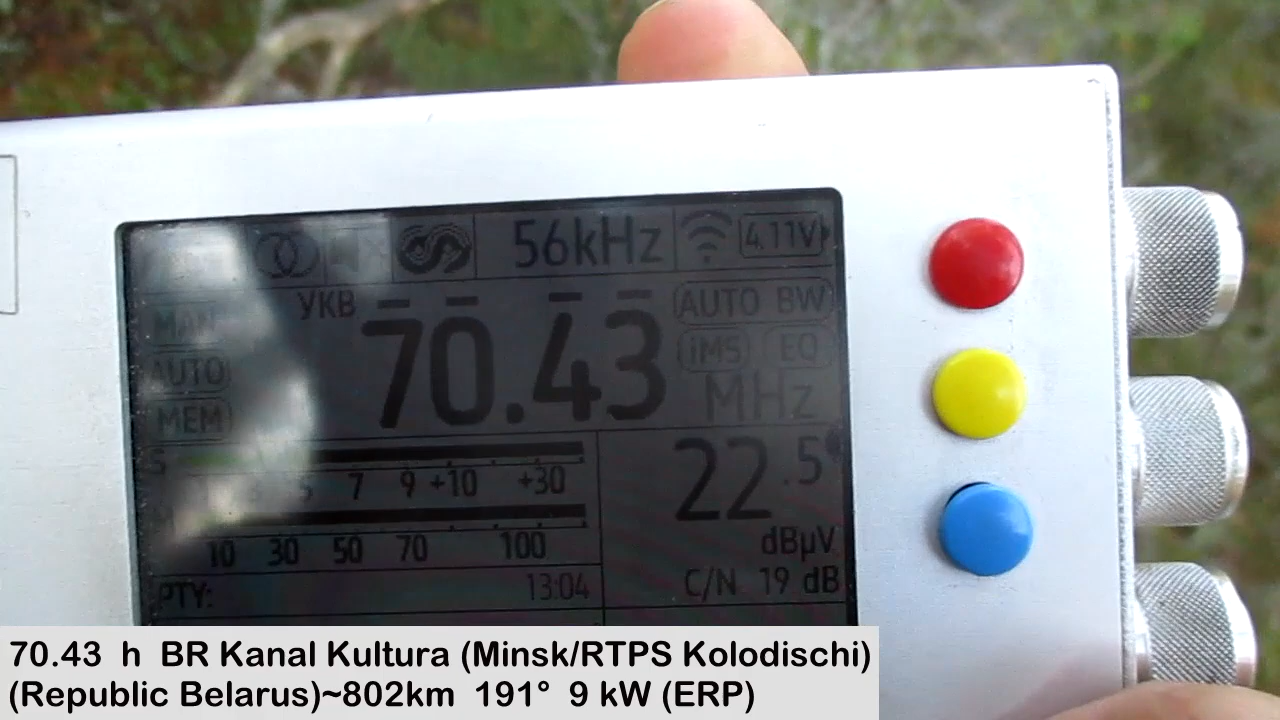 56kHz 4.11V
УКВ AUTO BW
MAN 70.43 iMS EQ
AUTO MHz
MEM
S 22.5
7 9 +10 +30
10 30 50 70 100 dBµV
PTY: 13:04 C/N 19 dB
70.43 h BR Kanal Kultura (Minsk/RTPS Kolodischi)
(Republic Belarus)~802km 191° 9 kW (ERP)